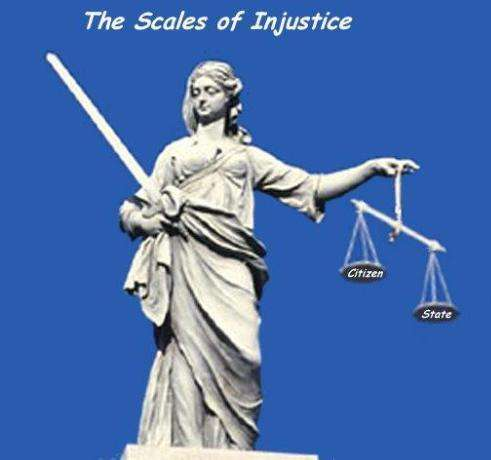 The Scales of Injustice
Citizen
State